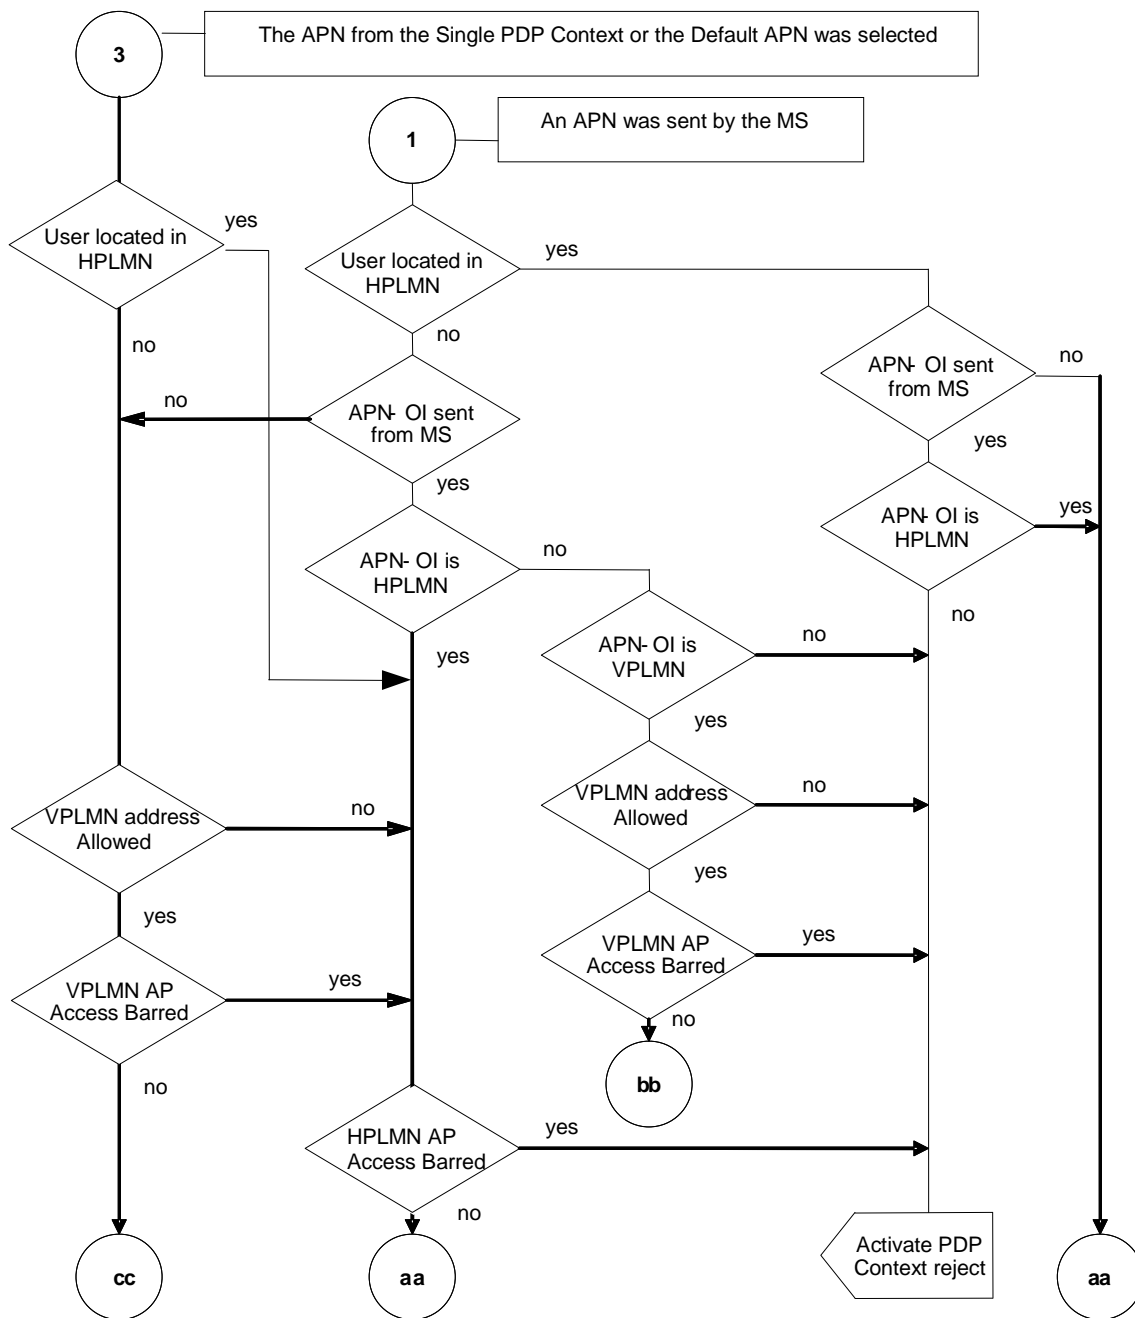 3
The APN from the Single PDP Context or the Default APN was selected
1
An APN was sent by the MS
User located in
HPLMN
yes
no
User located in
HPLMN
yes
no
APN- OI sent
from MS
no
yes
APN- OI sent
from MS
no
yes
APN- OI is
HPLMN
yes
no
APN- OI is
HPLMN
no
yes
APN- OI is
VPLMN
no
yes
VPLMN address
Allowed
no
yes
VPLMN address
Allowed
no
yes
VPLMN AP
Access Barred
yes
no
VPLMN AP
Access Barred
yes
no
bb
HPLMN AP
Access Barred
yes
no
cc
aa
Activate PDP
Context reject
aa